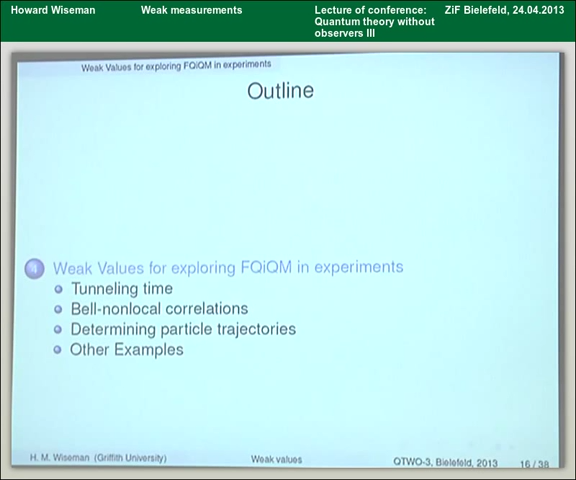 Howard Wiseman
Weak measurements
Lecture of conference:
Quantum theory without
observers III
ZiF Bielefeld, 24.04.2013
Weak Values for exploring FQiQM in experiments
Outline
Weak Values for exploring FQiQM in experiments
Tunneling time
Bell-nonlocal correlations
Determining particle trajectories
Other Examples
H. M. Wiseman (Griffith University)
Weak values
QTWO-3, Bielefeld, 2013
16 / 38